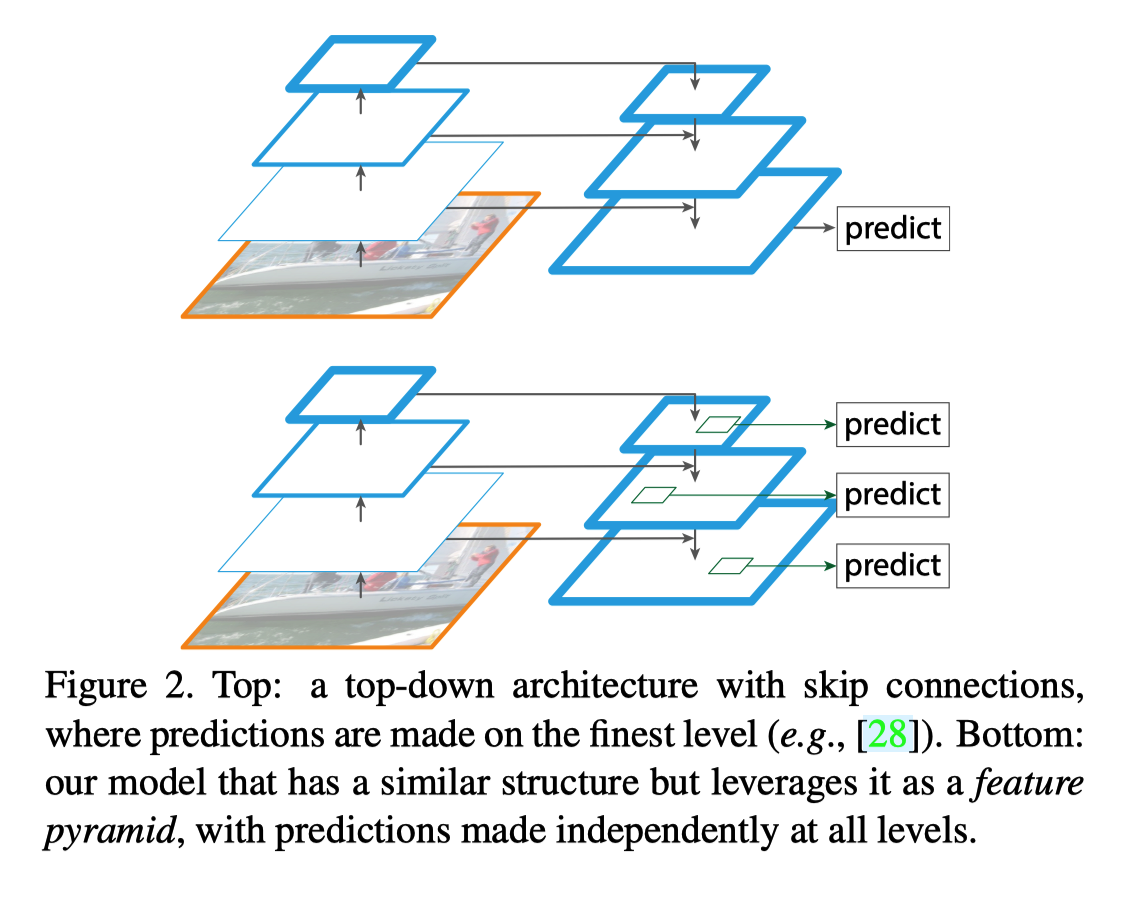 predict
predict
predict
predict
Figure 2. Top: a top-down architecture with skip connections,
where predictions are made on the finest level (e.g., [28]). Bottom:
our model that has a similar structure but leverages it as a feature
pyramid, with predictions made independently at all levels.